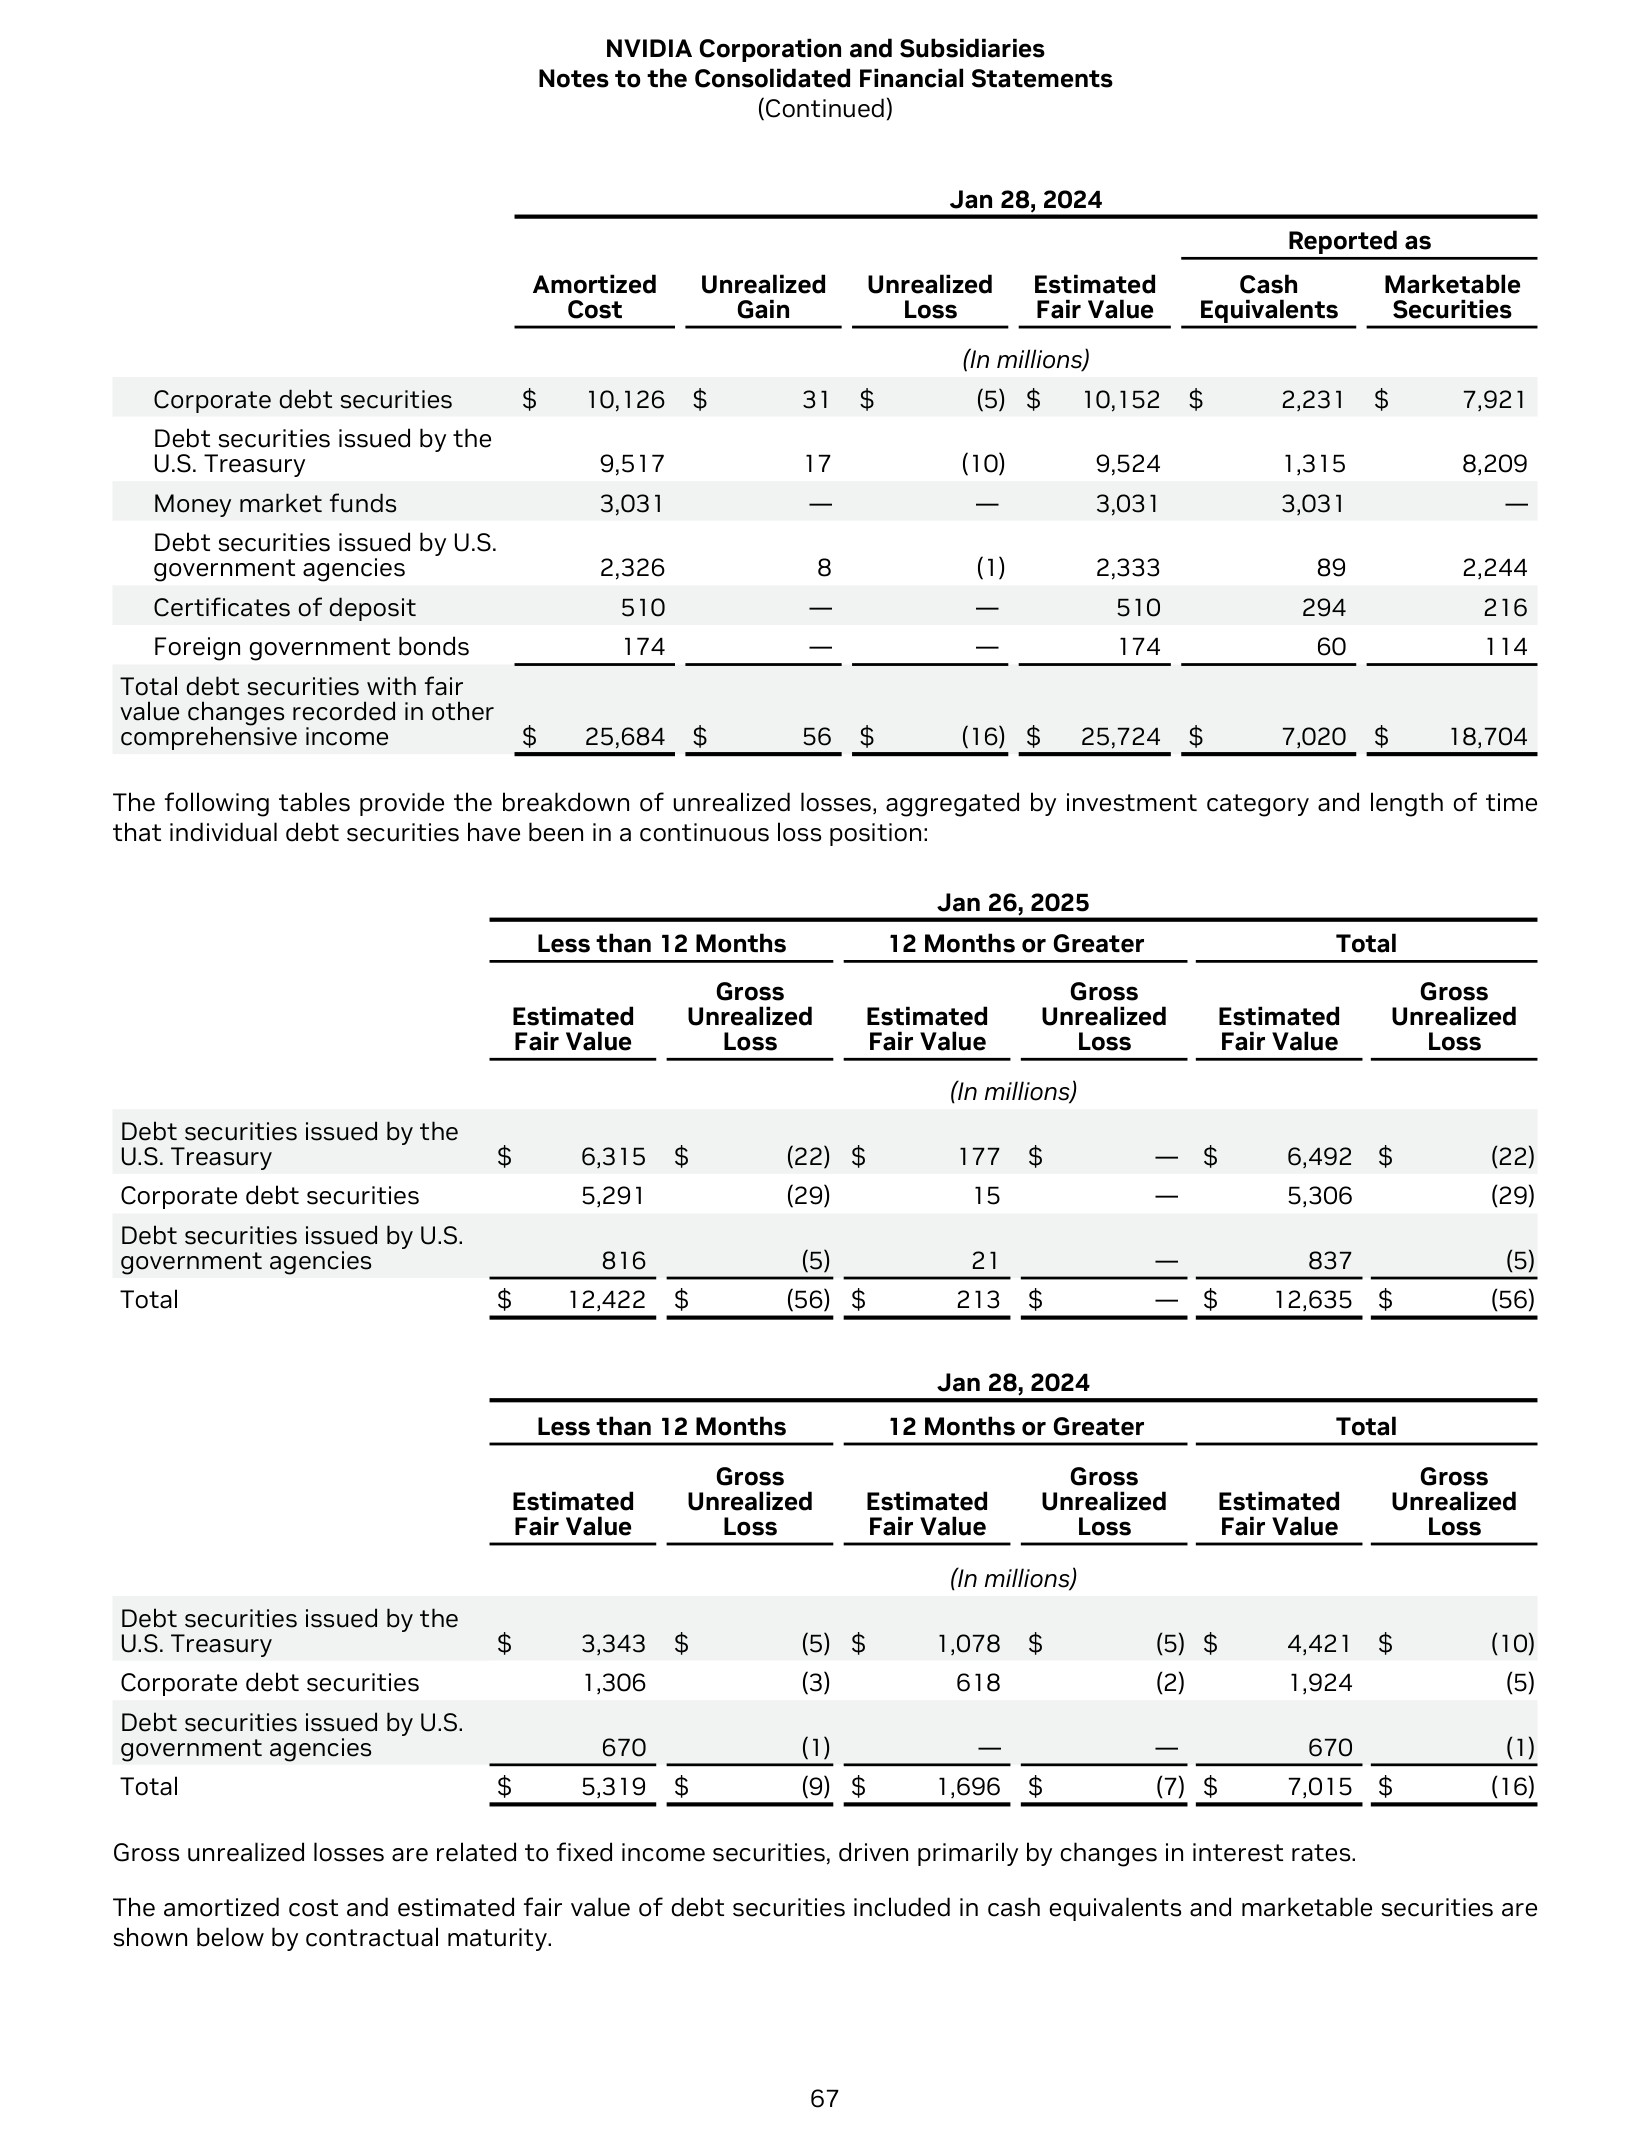 NVIDIA Corporation and Subsidiaries
Notes to the Consolidated Financial Statements
(Continued)
Jan 28, 2024
Reported as
Amortized Cost Unrealized Gain Unrealized Loss Estimated Fair Value Cash Equivalents Marketable Securities
(In millions)
Corporate debt securities $ 10,126 $ 31 $ (5) $ 10,152 $ 2,231 $ 7,921
Debt securities issued by the
U.S. Treasury 9,517 17 (10) 9,524 1,315 8,209
Money market funds 3,031 — — 3,031 3,031 —
Debt securities issued by U.S.
government agencies 2,326 8 (1) 2,333 89 2,244
Certificates of deposit 510 — — 510 294 216
Foreign government bonds 174 — — 174 60 114
Total debt securities with fair
value changes recorded in other
comprehensive income $ 25,684 $ 56 $ (16) $ 25,724 $ 7,020 $ 18,704
The following tables provide the breakdown of unrealized losses, aggregated by investment category and length of time
that individual debt securities have been in a continuous loss position:
Jan 26, 2025
Less than 12 Months 12 Months or Greater Total
Estimated Fair Value Gross Unrealized Loss Estimated Fair Value Gross Unrealized Loss Estimated Fair Value Gross Unrealized Loss
(In millions)
Debt securities issued by the
U.S. Treasury $ 6,315 $ (22) $ 177 $ — $ 6,492 $ (22)
Corporate debt securities 5,291 (29) 15 — 5,306 (29)
Debt securities issued by U.S.
government agencies 816 (5) 21 — 837 (5)
Total $ 12,422 $ (56) $ 213 $ — $ 12,635 $ (56)
Jan 28, 2024
Less than 12 Months 12 Months or Greater Total
Estimated Fair Value Gross Unrealized Loss Estimated Fair Value Gross Unrealized Loss Estimated Fair Value Gross Unrealized Loss
(In millions)
Debt securities issued by the
U.S. Treasury $ 3,343 $ (5) $ 1,078 $ (5) $ 4,421 $ (10)
Corporate debt securities 1,306 (3) 618 (2) 1,924 (5)
Debt securities issued by U.S.
government agencies 670 (1) — — 670 (1)
Total $ 5,319 $ (9) $ 1,696 $ (7) $ 7,015 $ (16)
Gross unrealized losses are related to fixed income securities, driven primarily by changes in interest rates.
The amortized cost and estimated fair value of debt securities included in cash equivalents and marketable securities are
shown below by contractual maturity.
67